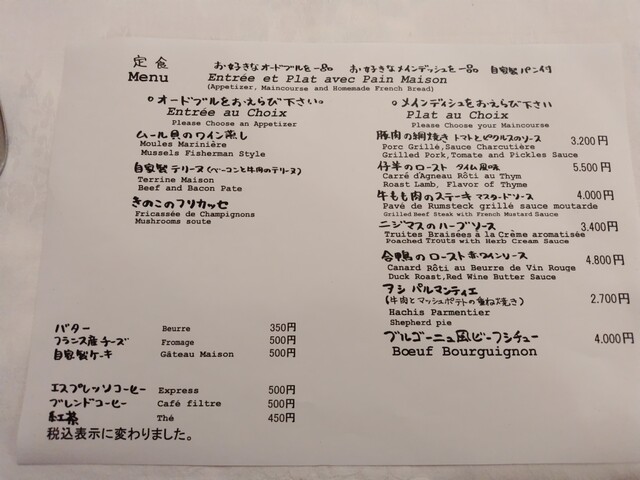 定食
Menu
お好きなオードブルを一品 お好きなメインデッシュを一品 自家製パン付
Entrée et Plat avec Pain Maison
(Appetizer, Maincourse and Homemade French Bread)
○オードブルをおえらび下さい。
Entrée au Choix
Please Choose an Appetizer
ムール貝のワイン蒸し
Moules Marinière
Mussels Fisherman Style
自家製テリーヌ(ベーコンと牛肉のテリーヌ)
Terrine Maison
Beef and Bacon Pate
きのこのフリカッセ
Fricassée de Champignons
Mushrooms soute
○メインディシュをおえらび下さい
Plat au Choix
Please Choose your Maincourse
豚肉の網焼き トマトとピクルスのソース 3.200円
Porc Grillé,Sauce Charcutière
Grilled Pork,Tomato and Pickles Sauce
仔羊のロースト タイム風味 5.500円
Carré d'Agneau Rôti au Thym
Roast Lamb, Flavor of Thyme
牛もも肉のステーキ マスタードソース 4.000円
Pavé de Rumsteck grillé sauce moutarde
Grilled Beef Steak with French Mustard Sauce
ニジマスのハーブソース 3.400円
Truites Braisées à la Crème aromatisée
Poached Trouts with Herb Cream Sauce
合鴨のロースト 赤ワインソース 4.800円
Canard Rôti au Beurre de Vin Rouge
Duck Roast,Red Wine Butter Sauce
アシ パルマンティエ
(牛肉とマッシュポテトの重ね焼き) 2.700円
Hachis Parmentier
Shepherd pie
ブルゴーニュ風ビーフシチュー 4.000円
Bœuf Bourguignon
バター Beurre 350円
フランス産チーズ Fromage 500円
自家製ケーキ Gâteau Maison 500円
エスプレッソコーヒー Express 500円
ブレンドコーヒー Café filtre 500円
紅茶 Thé 450円
税込表示に変わりました。